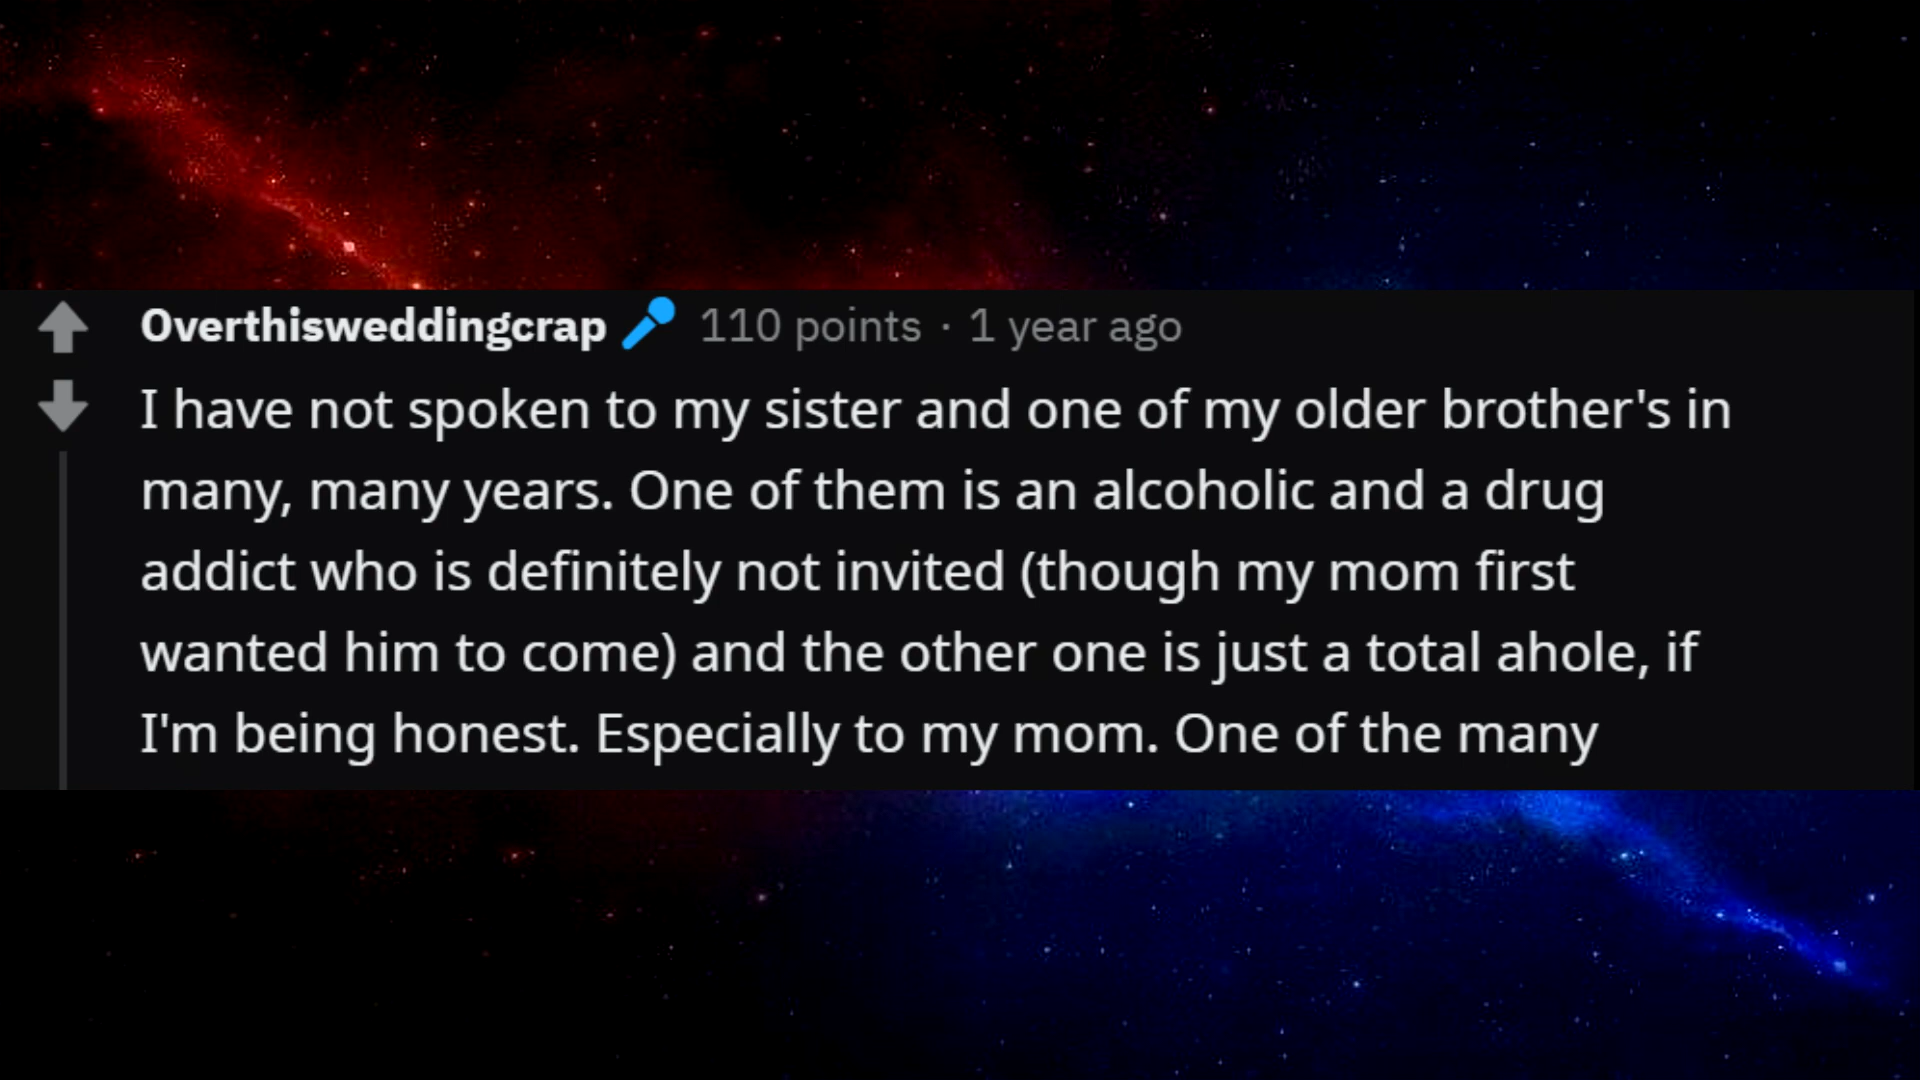 Overthisweddingcrap 110 points · 1 year ago
I have not spoken to my sister and one of my older brother's in
many, many years. One of them is an alcoholic and a drug
addict who is definitely not invited (though my mom first
wanted him to come) and the other one is just a total ahole, if
I'm being honest. Especially to my mom. One of the many